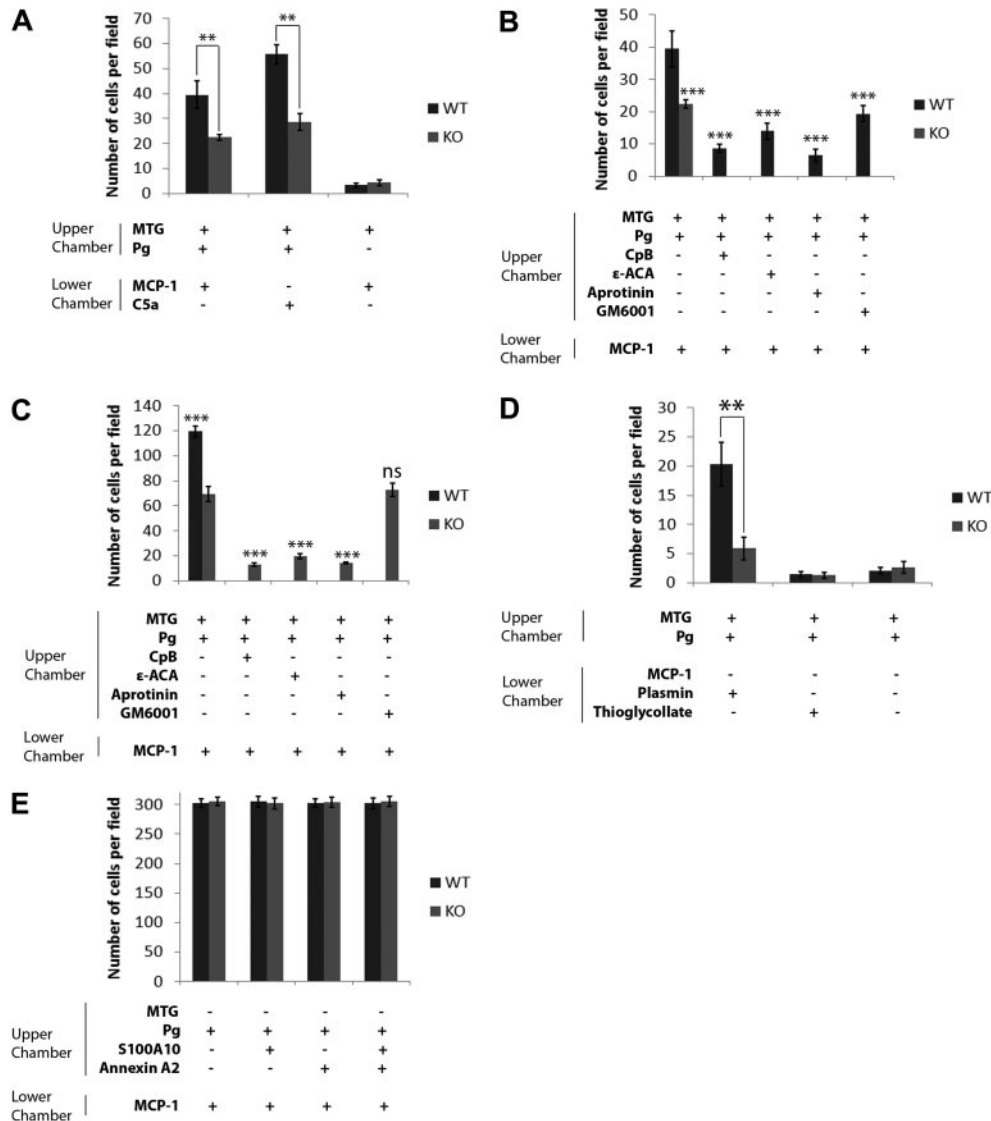 A
Number of cells per field
70
60
50
40
30
20
10
0
**
**
WT
KO
Upper Chamber
MTG + + +
Pg + + -
Lower Chamber
MCP-1 + - +
C5a - + -
B
Number of cells per field
50
40
30
20
10
0
***
***
***
***
***
WT
KO
Upper Chamber
MTG + + + + +
Pg + + + + +
CpB - + - - -
ε-ACA - - + - -
Aprotinin - - - + -
GM6001 - - - - +
Lower Chamber
MCP-1 + + + + +
C
Number of cells per field
140
120
100
80
60
40
20
0
***
***
***
***
ns
WT
KO
Upper Chamber
MTG + + + + +
Pg + + + + +
CpB - + - - -
ε-ACA - - + - -
Aprotinin - - - + -
GM6001 - - - - +
Lower Chamber
MCP-1 + + + + +
D
Number of cells per field
30
25
20
15
10
5
0
**
WT
KO
Upper Chamber
MTG + + +
Pg + + +
Lower Chamber
MCP-1 - - -
Plasmin + - -
Thioglycollate - + -
E
Number of cells per field
300
250
200
150
100
50
0
WT
KO
Upper Chamber
MTG - - - -
Pg + + + +
S100A10 - + - +
Annexin A2 - - + +
Lower Chamber
MCP-1 + + + +